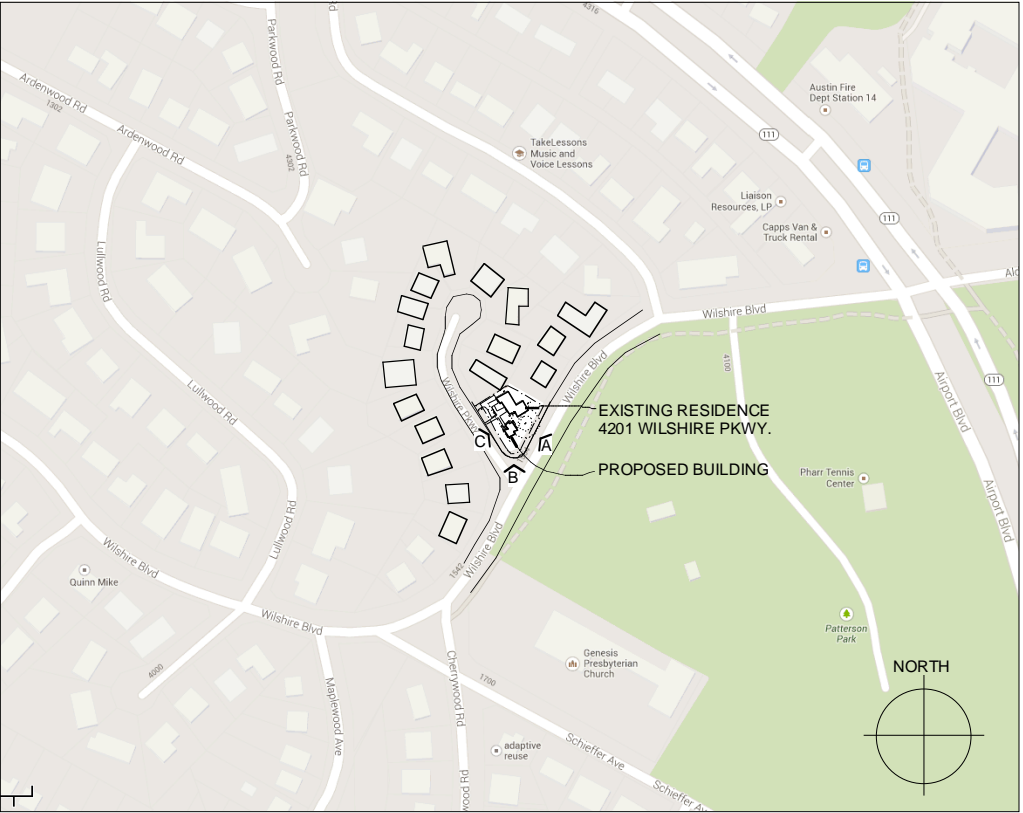 4316
Parkwood Rd
Rd
Ardenwood Rd
1302
Austin Fire
Dept Station 14
Ardenwood Rd
Parkwood Rd
4302
111
TakeLessons
Music and
Voice Lessons
Liaison
Resources, LP
111
Capps Van &
Truck Rental
Lullwood Rd
Wilshire Blvd
4100
Wilshire Blvd
111
Airport Blvd
Wilshire Pkwy
Lullwood Rd
EXISTING RESIDENCE
4201 WILSHIRE PKWY.
C
A
B
PROPOSED BUILDING
Pharr Tennis
Center
Airport Blvd
Lullwood Rd
Wilshire Blvd
Wilshire Blvd
1542
Quinn Mike
Wilshire Blvd
Patterson
Park
4000
Genesis
Presbyterian
Church
NORTH
Cherrywood Rd
1700
Maplewood Ave
Schieffer Ave
adaptive
reuse
wood Rd
Schieffer Av